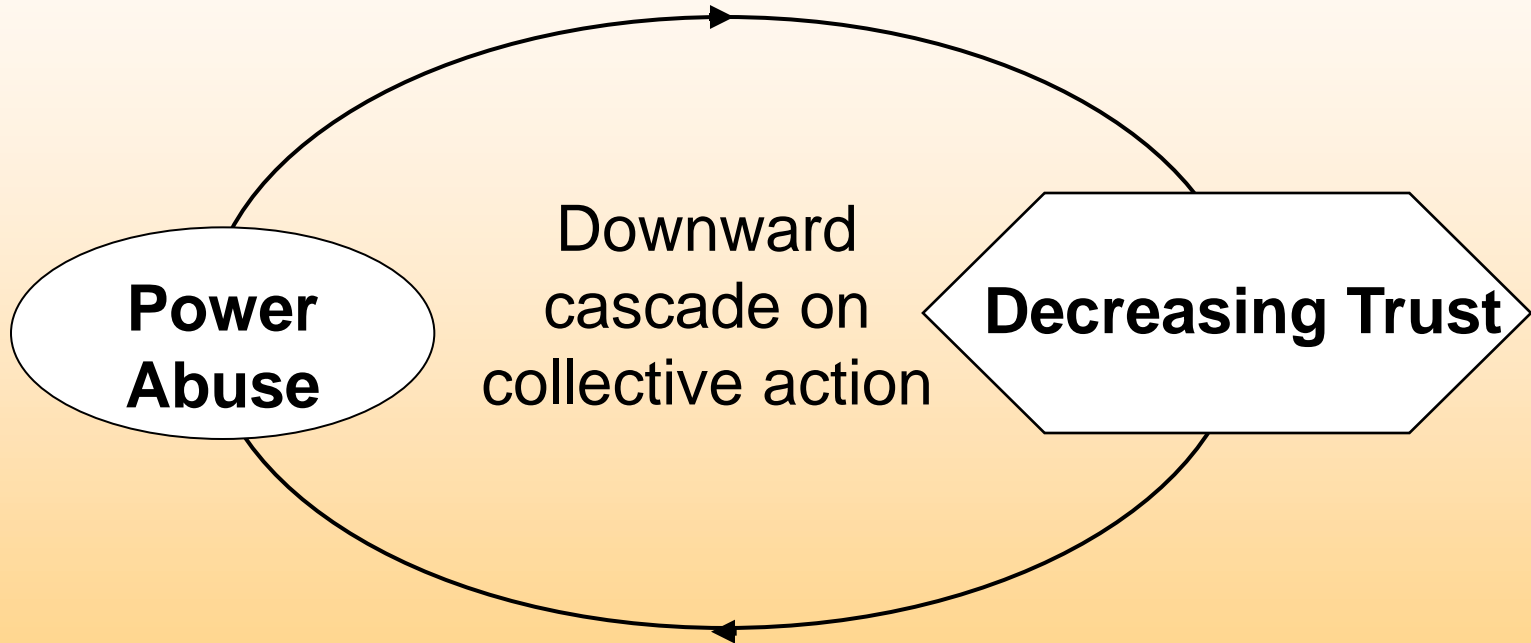 Power
Abuse
Downward
cascade on
collective action
Decreasing Trust